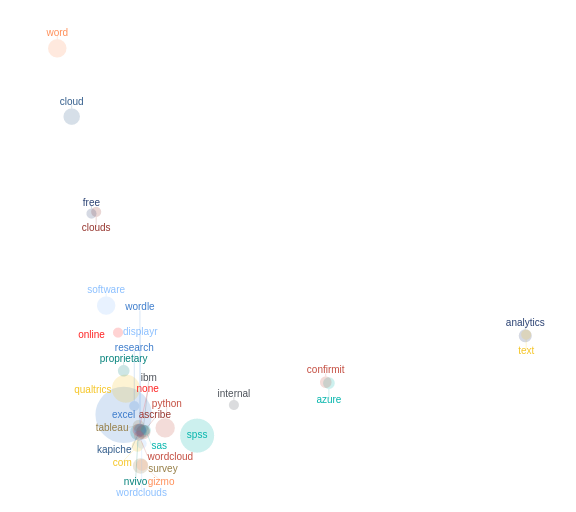 word
cloud
free
clouds
software
wordle
analytics
displayr
online
research
text
proprietary
confirmit
ibm
qualtrics
none
internal
azure
python
excel
ascribe
tableau
spss
sas
kapiche
wordcloud
com
survey
nvivo
gizmo
wordclouds